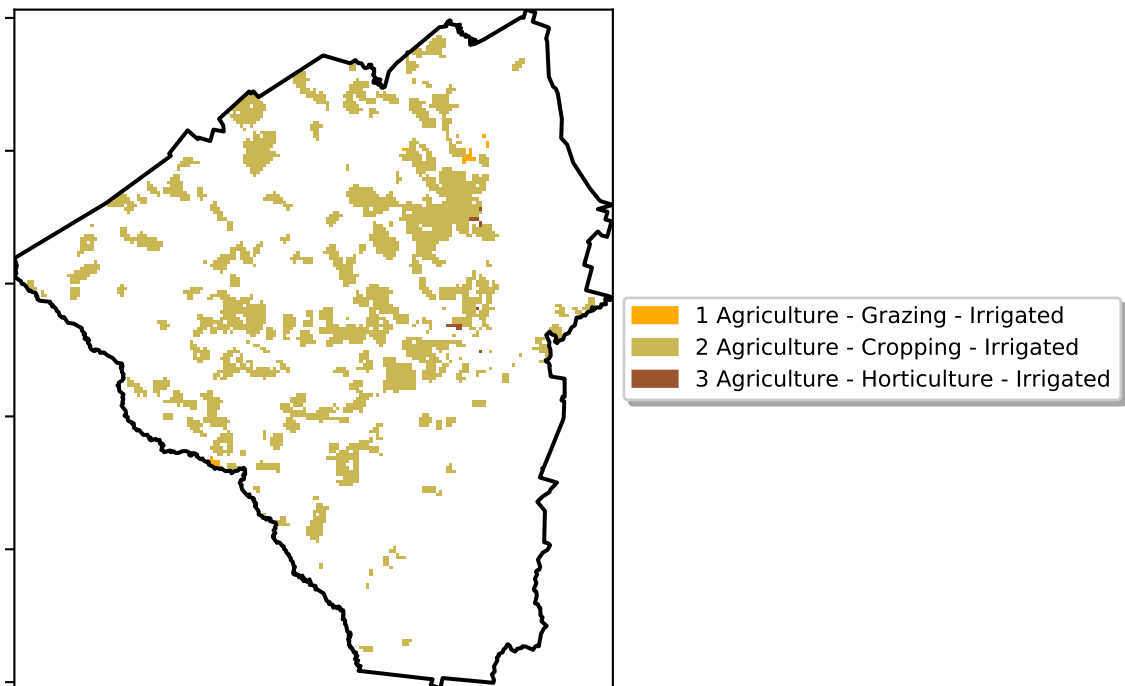 1 Agriculture - Grazing - Irrigated
2 Agriculture - Cropping - Irrigated
3 Agriculture - Horticulture - Irrigated